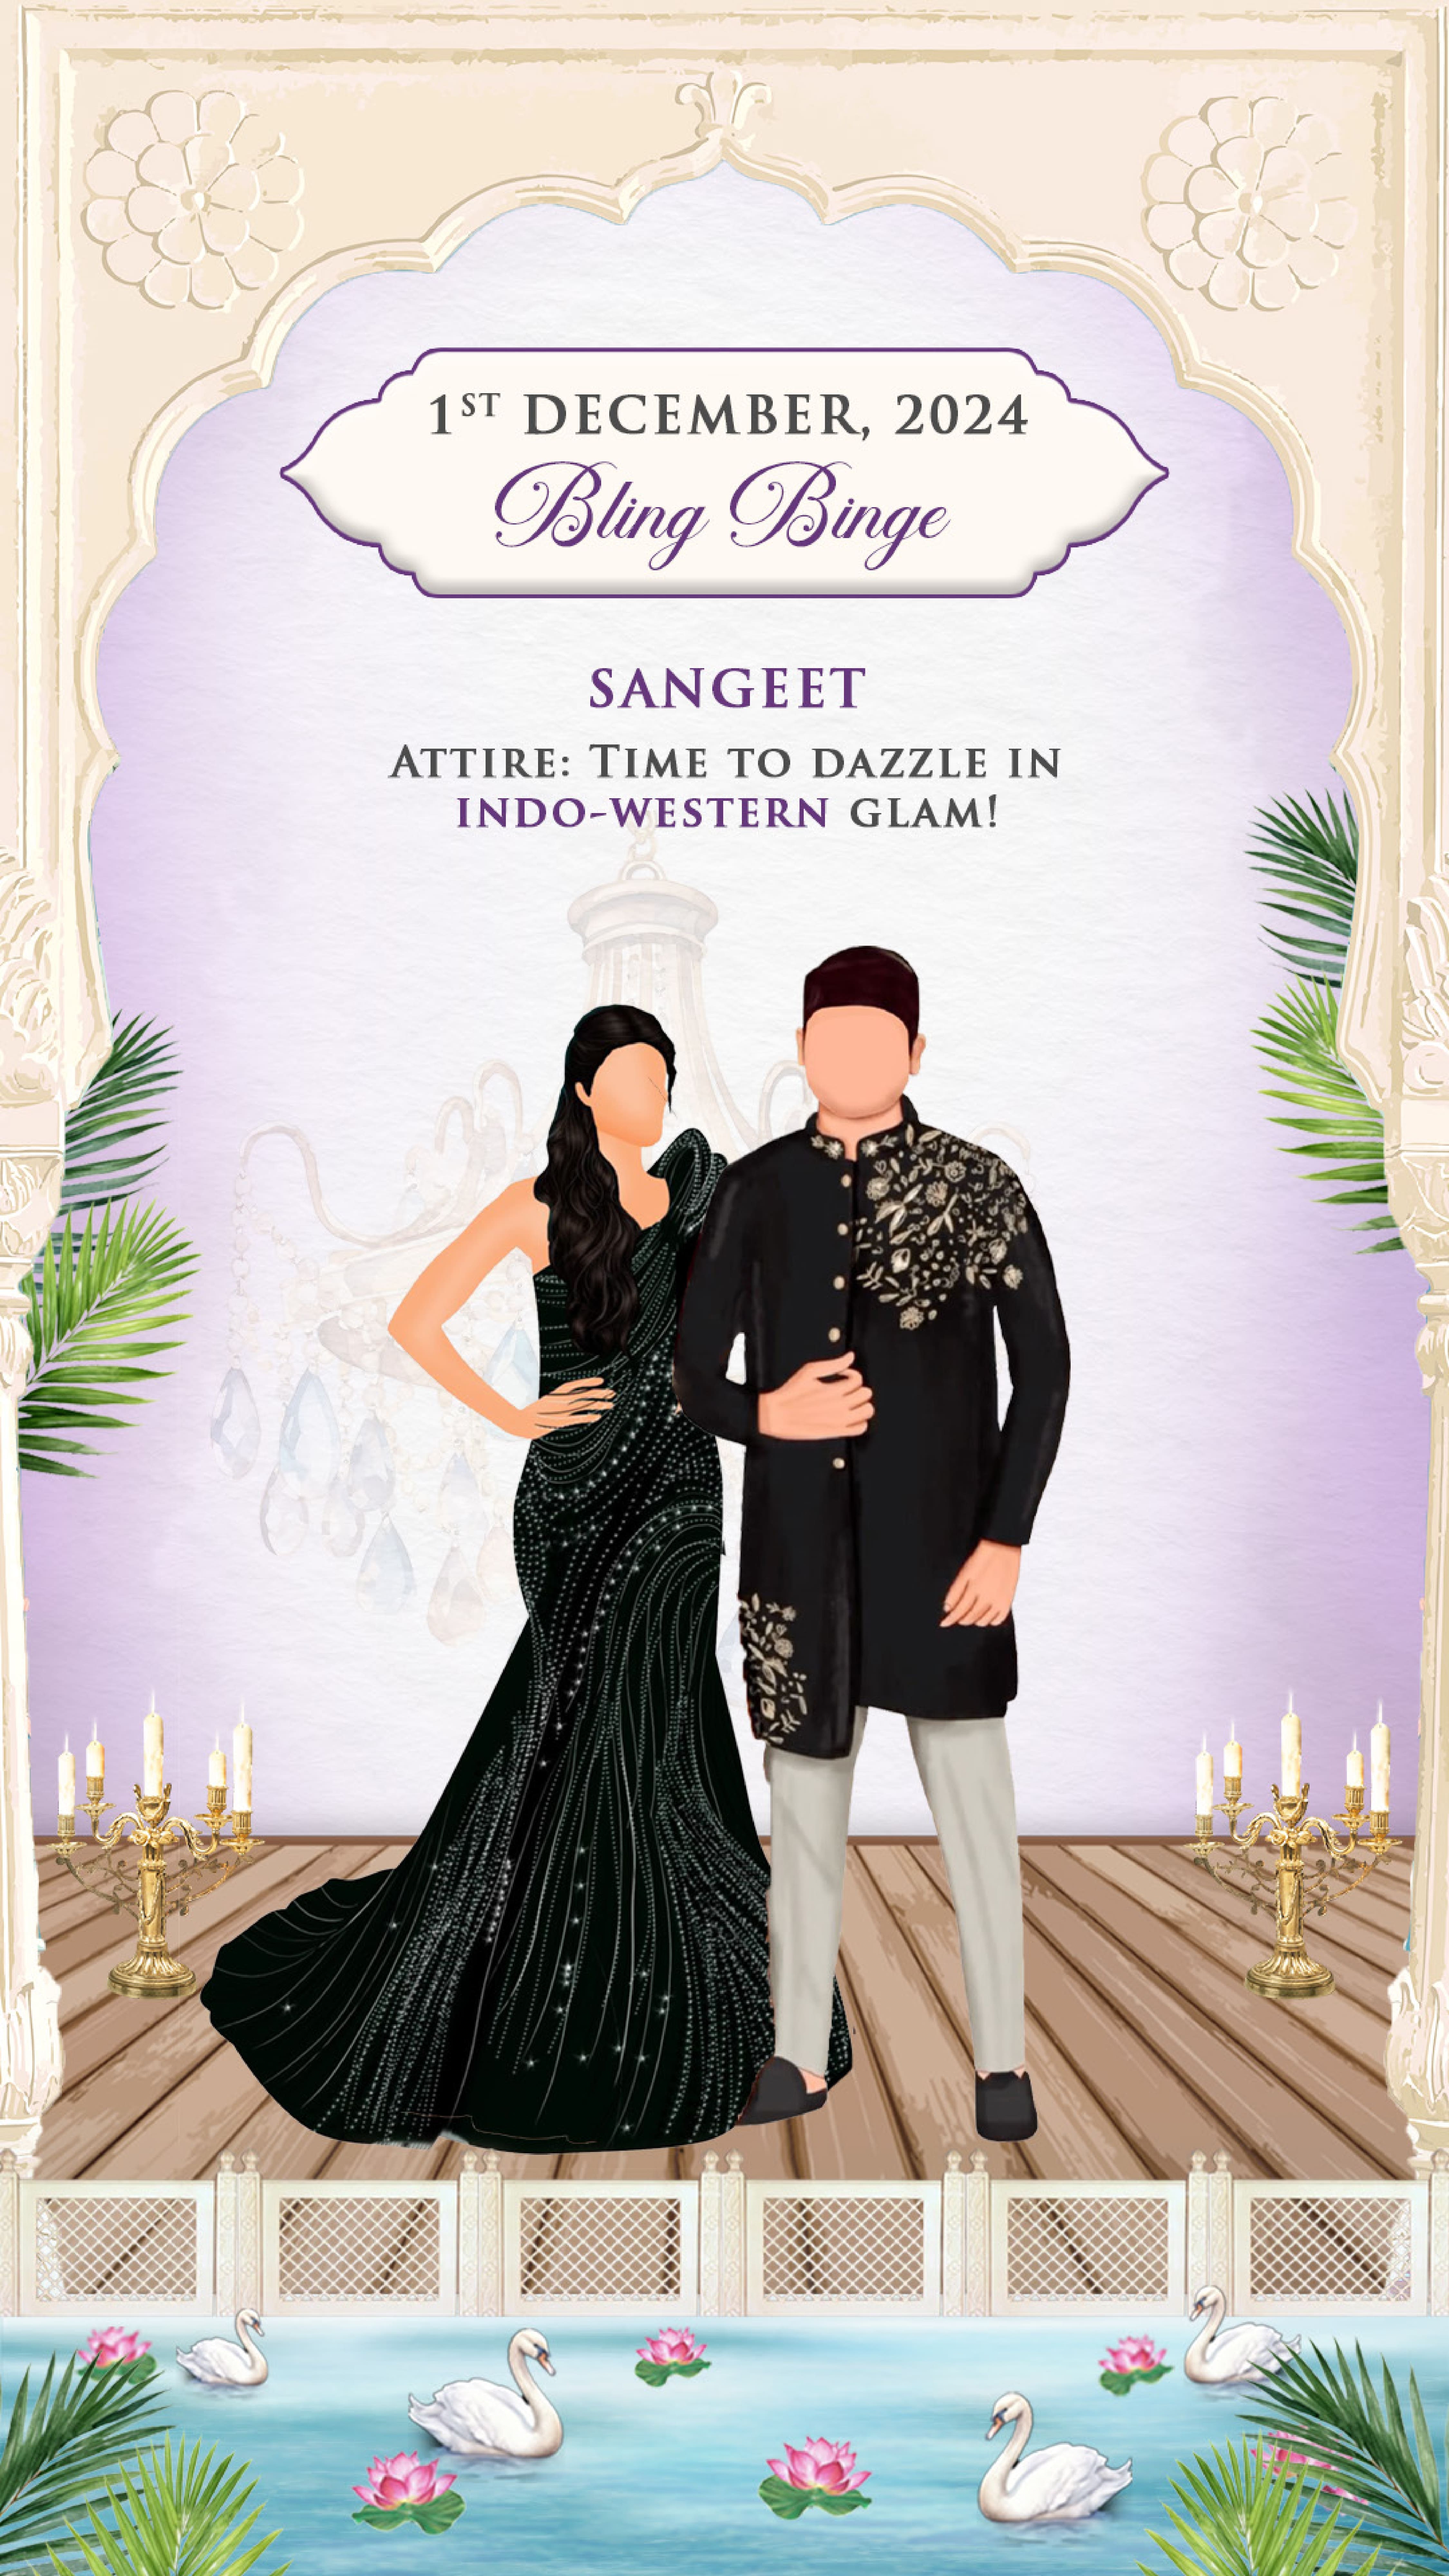 1ST DECEMBER, 2024
Bling Binge
SANGEET
ATTIRE: TIME TO DAZZLE IN
INDO-WESTERN GLAM!